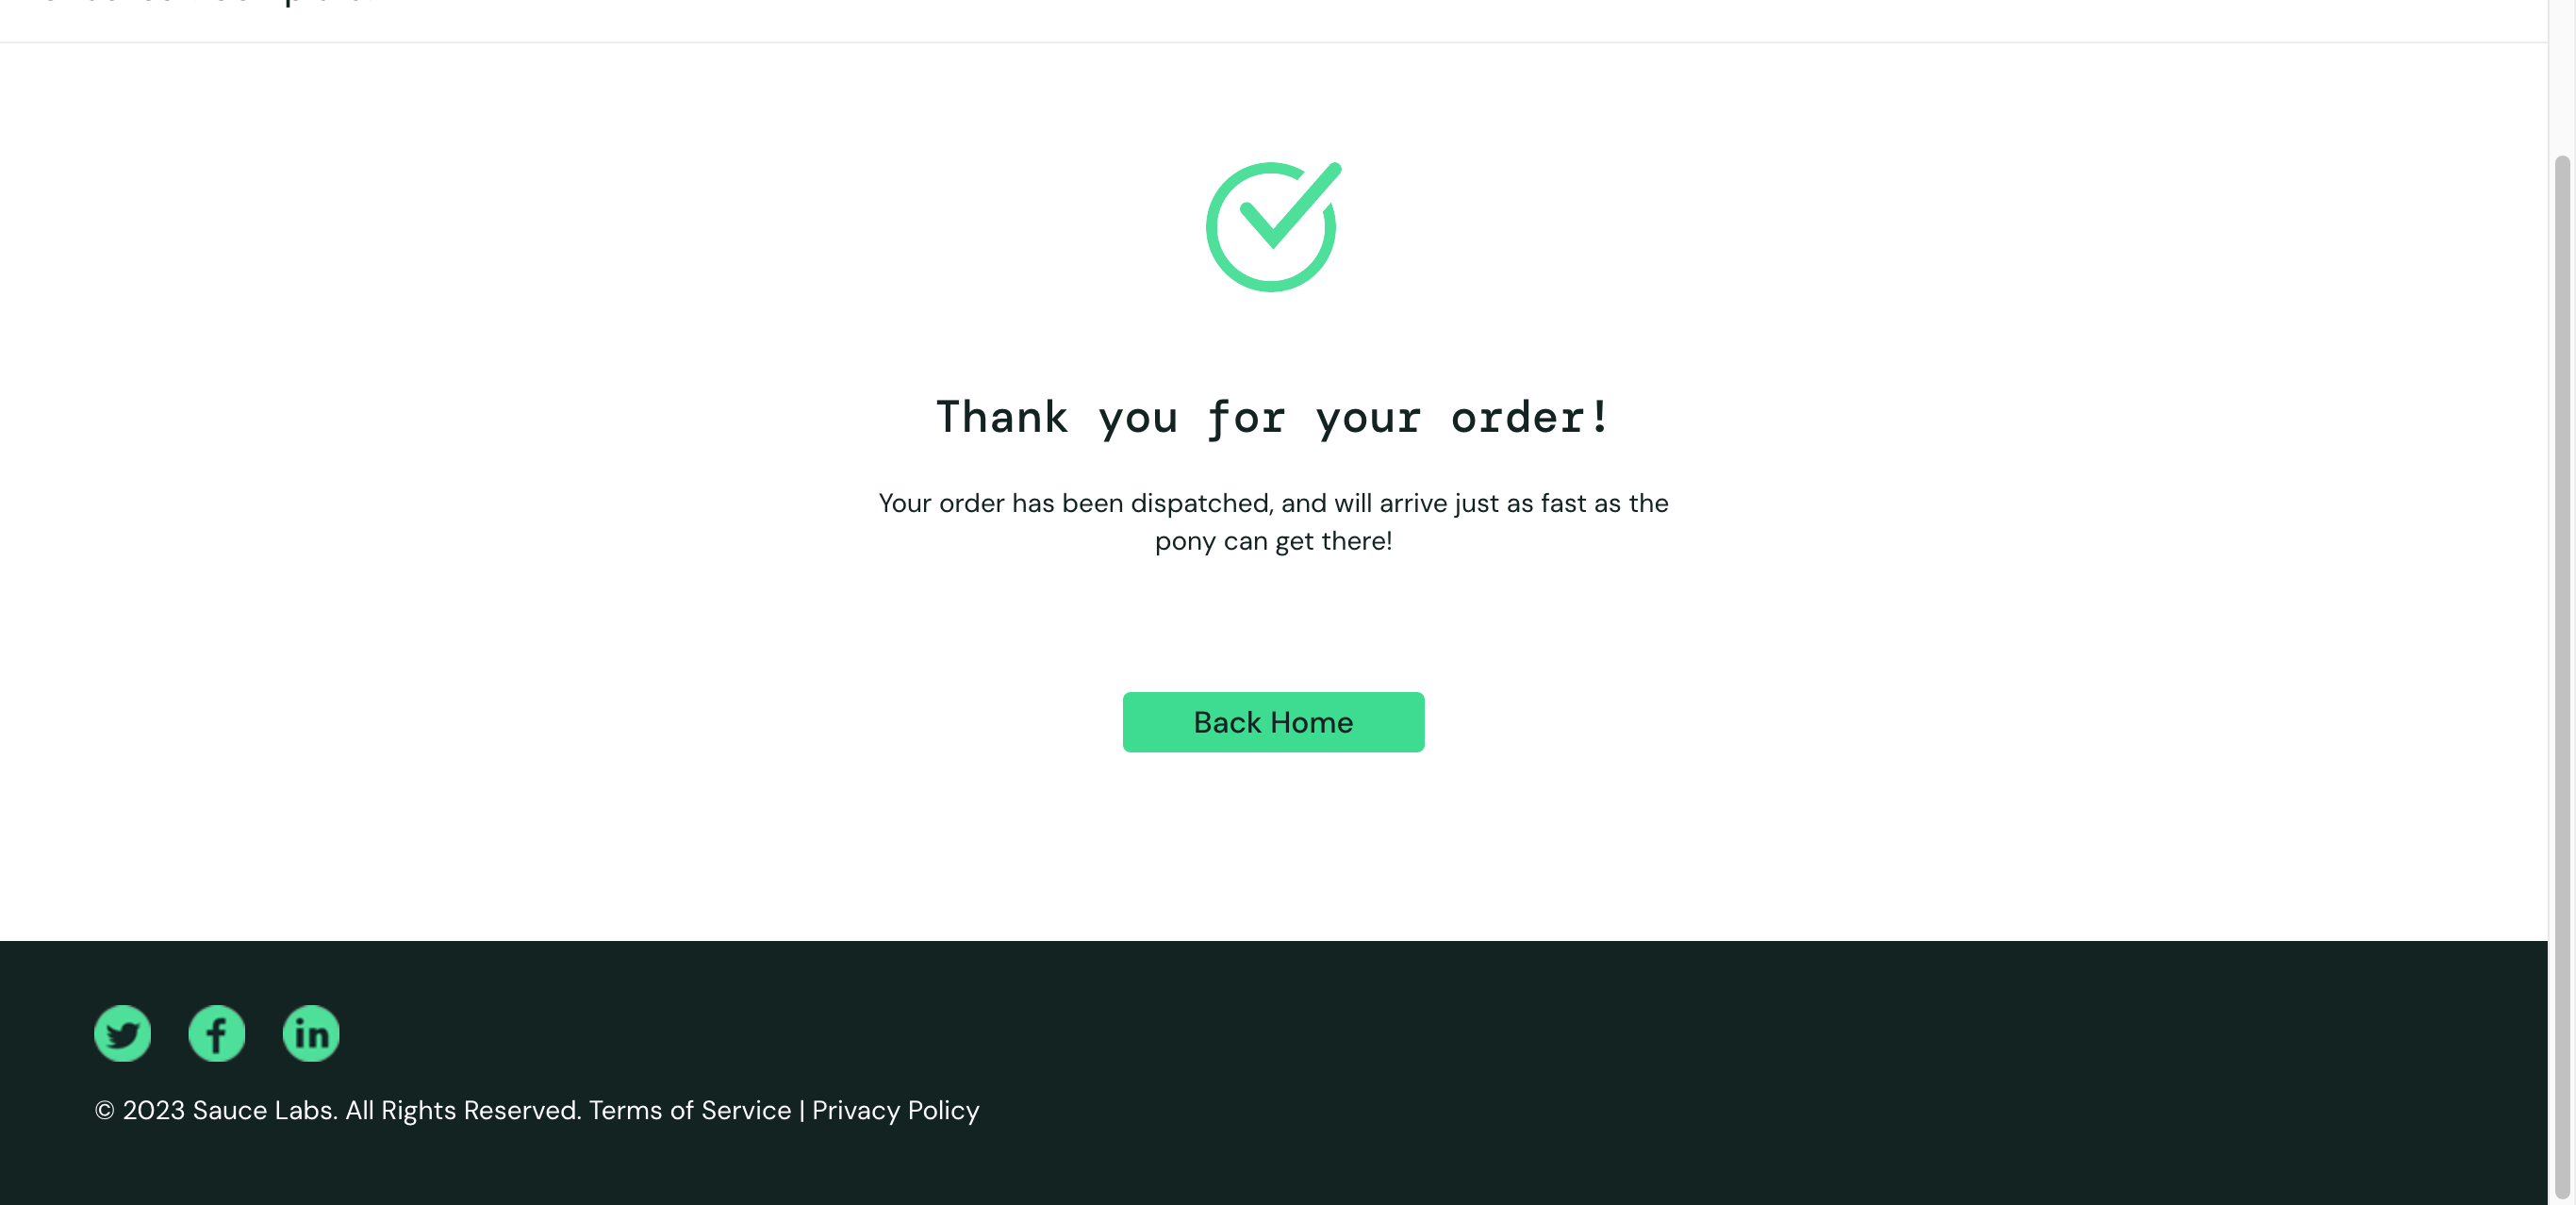 Thank you for your order!
Your order has been dispatched, and will arrive just as fast as the
pony can get there!
Back Home
in
© 2023 Sauce Labs. All Rights Reserved. Terms of Service | Privacy Policy